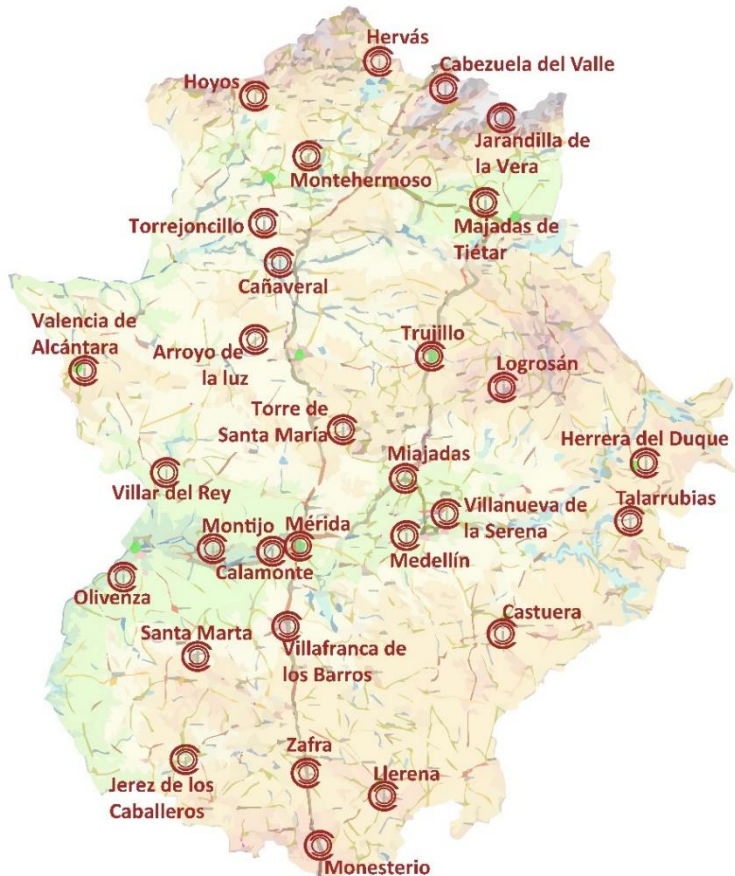 Hervás
Cabezuela del Valle
Hoyos
Jarandilla de
la Vera
Montehermoso
Torrejoncillo
Majadas de
Tiétar
Cañaveral
Valencia de
Alcántara
Arroyo de
la luz
Trujillo
Logrosán
Torre de
Santa María
Miajadas
Herrera del Duque
Villar del Rey
Villanueva de
la Serena
Talarrubias
Montijo
Mérida
Medellín
Calamonte
Olivenza
Castuera
Santa Marta
Villafranca de
los Barros
Zafra
Llerena
Jerez de los
Caballeros
Monesterio